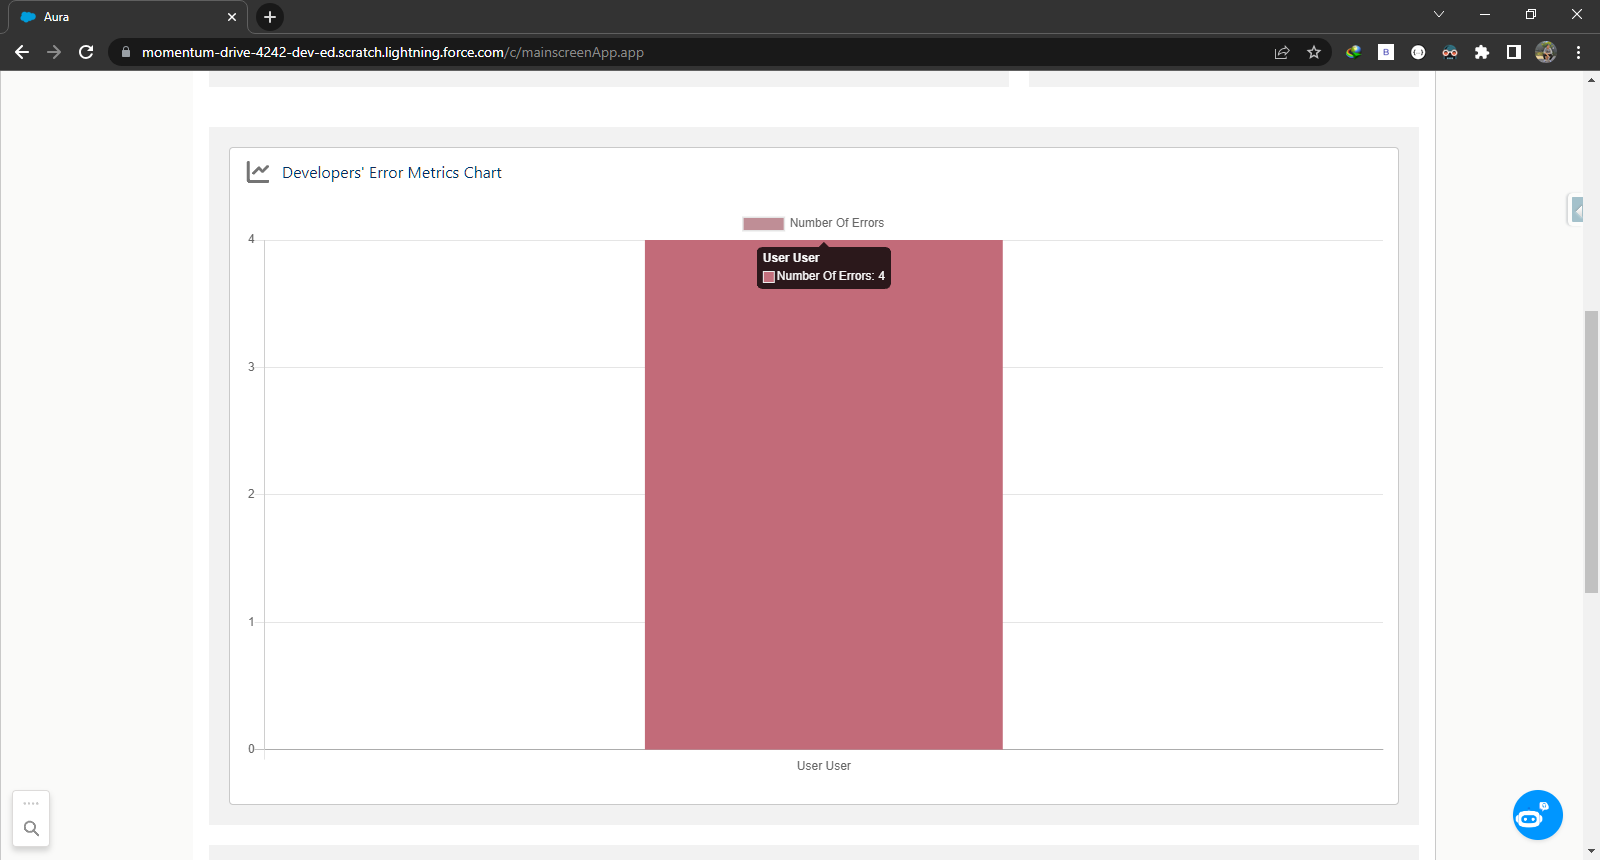 Aura
momentum-drive-4242-dev-ed.scratch.lightning.force.com/c/mainscreenApp.app
Developers' Error Metrics Chart
Number Of Errors
4
User User
Number Of Errors: 4
3
2
1
0
User User